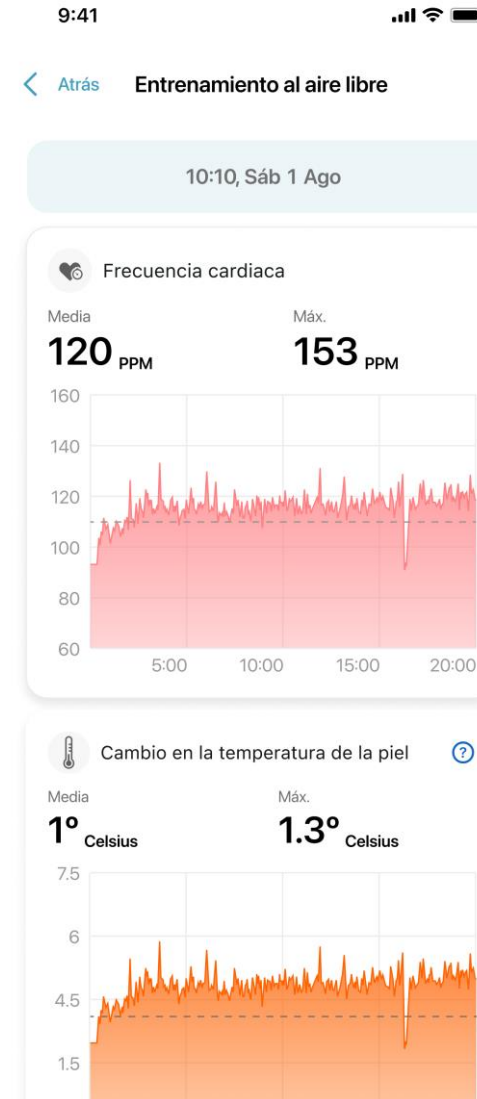 9:41
Atrás Entrenamiento al aire libre
10:10, Sáb 1 Ago
Frecuencia cardiaca
Media Máx.
120 PPM 153 PPM
160
140
120
100
80
60
5:00 10:00 15:00 20:00
Cambio en la temperatura de la piel ?
Media Máx.
1º Celsius 1.3º Celsius
7.5
6
4.5
1.5